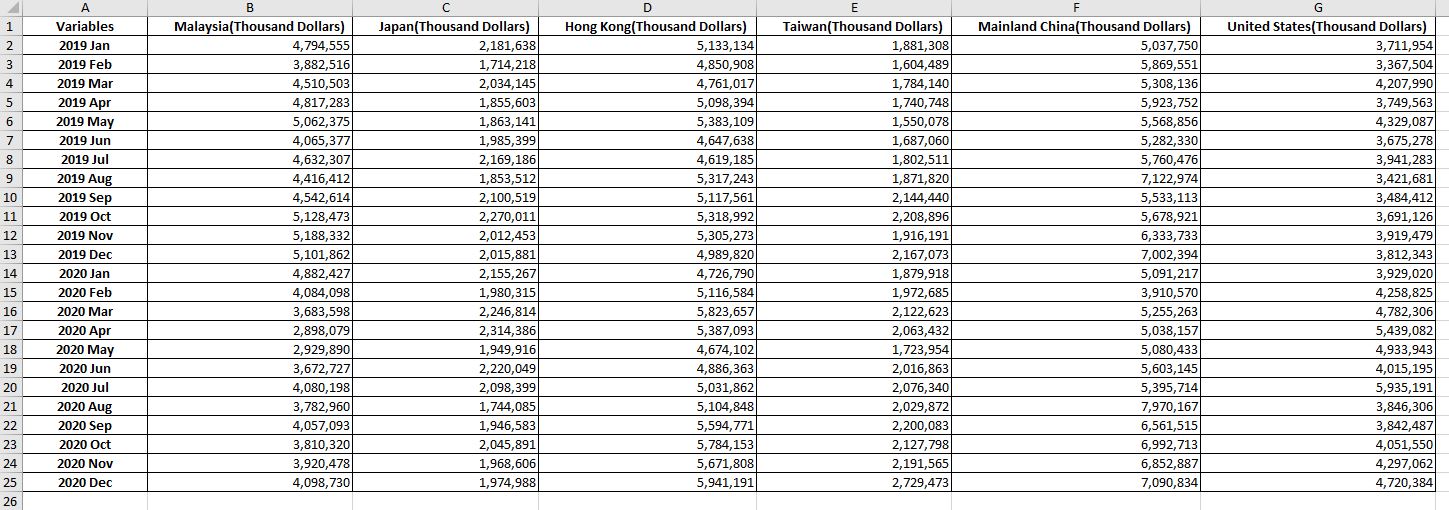 A B C D E F G
1 Variables Malaysia(Thousand Dollars) Japan(Thousand Dollars) Hong Kong(Thousand Dollars) Taiwan(Thousand Dollars) Mainland China(Thousand Dollars) United States(Thousand Dollars)
2 2019 Jan 4,794,555 2,181,638 5,133,134 1,881,308 5,037,750 3,711,954
3 2019 Feb 3,882,516 1,714,218 4,850,908 1,604,489 5,869,551 3,367,504
4 2019 Mar 4,510,503 2,034,145 4,761,017 1,784,140 5,308,136 4,207,990
5 2019 Apr 4,817,283 1,855,603 5,098,394 1,740,748 5,923,752 3,749,563
6 2019 May 5,062,375 1,863,141 5,383,109 1,550,078 5,568,856 4,329,087
7 2019 Jun 4,065,377 1,985,399 4,647,638 1,687,060 5,282,330 3,675,278
8 2019 Jul 4,632,307 2,169,186 4,619,185 1,802,511 5,760,476 3,941,283
9 2019 Aug 4,416,412 1,853,512 5,317,243 1,871,820 7,122,974 3,421,681
10 2019 Sep 4,542,614 2,100,519 5,117,561 2,144,440 5,533,113 3,484,412
11 2019 Oct 5,128,473 2,270,011 5,318,992 2,208,896 5,678,921 3,691,126
12 2019 Nov 5,188,332 2,012,453 5,305,273 1,916,191 6,333,733 3,919,479
13 2019 Dec 5,101,862 2,015,881 4,989,820 2,167,073 7,002,394 3,812,343
14 2020 Jan 4,882,427 2,155,267 4,726,790 1,879,918 5,091,217 3,929,020
15 2020 Feb 4,084,098 1,980,315 5,116,584 1,972,685 3,910,570 4,258,825
16 2020 Mar 3,683,598 2,246,814 5,823,657 2,122,623 5,255,263 4,782,306
17 2020 Apr 2,898,079 2,314,386 5,387,093 2,063,432 5,038,157 5,439,082
18 2020 May 2,929,890 1,949,916 4,674,102 1,723,954 5,080,433 4,933,943
19 2020 Jun 3,672,727 2,220,049 4,886,363 2,016,863 5,603,145 4,015,195
20 2020 Jul 4,080,198 2,098,399 5,031,862 2,076,340 5,395,714 5,935,191
21 2020 Aug 3,782,960 1,744,085 5,104,848 2,029,872 7,970,167 3,846,306
22 2020 Sep 4,057,093 1,946,583 5,594,771 2,200,083 6,561,515 3,842,487
23 2020 Oct 3,810,320 2,045,891 5,784,153 2,127,798 6,992,713 4,051,550
24 2020 Nov 3,920,478 1,968,606 5,671,808 2,191,565 6,852,887 4,297,062
25 2020 Dec 4,098,730 1,974,988 5,941,191 2,729,473 7,090,834 4,720,384
26